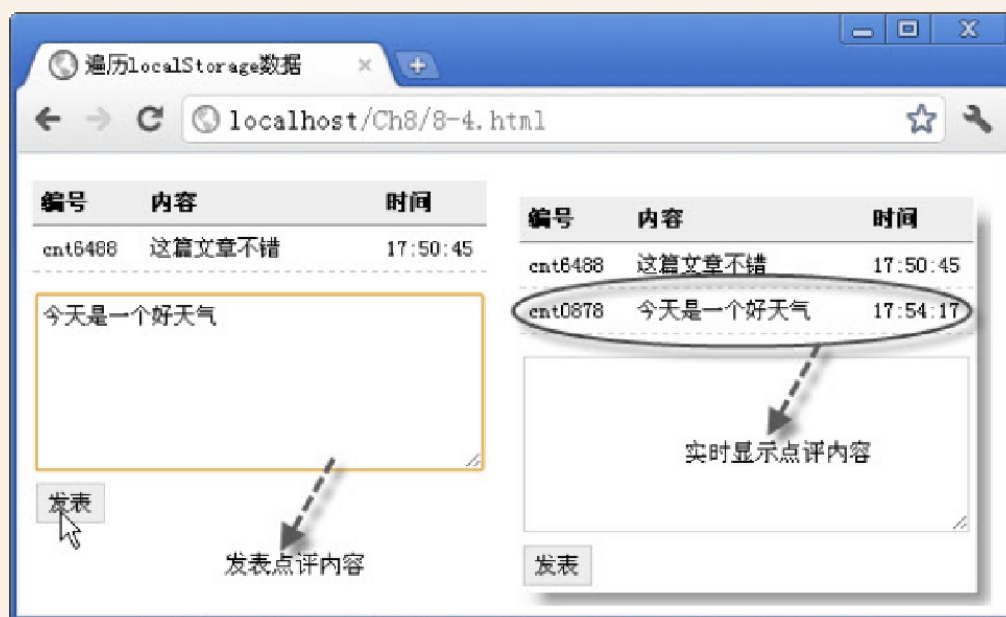 遍历localStorage数据
localhost/Ch8/8-4.html
编号 内容 时间
cnt6488 这篇文章不错 17:50:45
今天是一个好天气
发表
发表点评内容
编号 内容 时间
cnt6488 这篇文章不错 17:50:45
cnt0878 今天是一个好天气 17:54:17
实时显示点评内容
发表